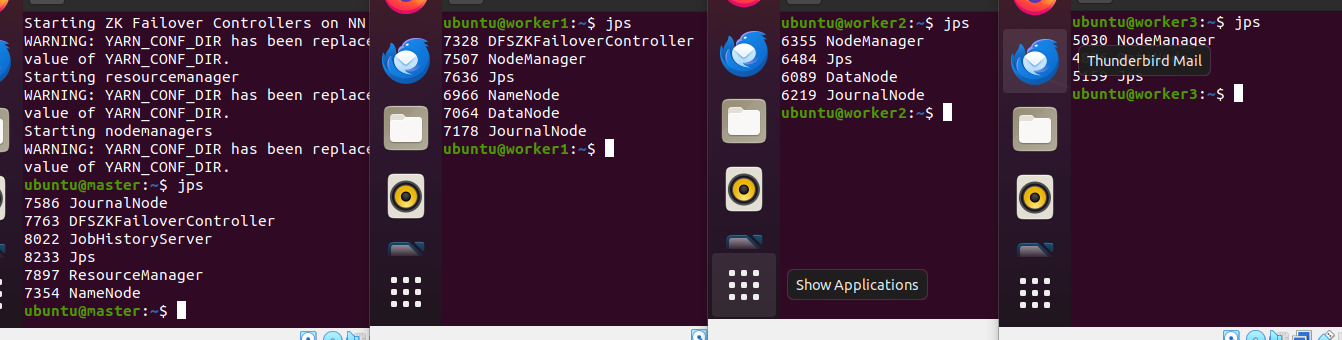 Starting ZK Failover Controllers on NN
WARNING: YARN_CONF_DIR has been replace
value of YARN_CONF_DIR.
Starting resourcemanager
WARNING: YARN_CONF_DIR has been replace
value of YARN_CONF_DIR.
Starting nodemanagers
WARNING: YARN_CONF_DIR has been replace
value of YARN_CONF_DIR.
ubuntu@master:~$ jps
7586 JournalNode
7763 DFSZKFailoverController
8022 JobHistoryServer
8233 Jps
7897 ResourceManager
7354 NameNode
ubuntu@master:~$
ubuntu@worker1:~$ jps
7328 DFSZKFailoverController
7507 NodeManager
7636 Jps
6966 NameNode
7064 DataNode
7178 JournalNode
ubuntu@worker1:~$
ubuntu@worker2:~$ jps
6355 NodeManager
6484 Jps
6089 DataNode
6219 JournalNode
ubuntu@worker2:~$
Show Applications
ubuntu@worker3:~$ jps
5030 NodeManager
Thunderbird Mail
5159 Jps
ubuntu@worker3:~$